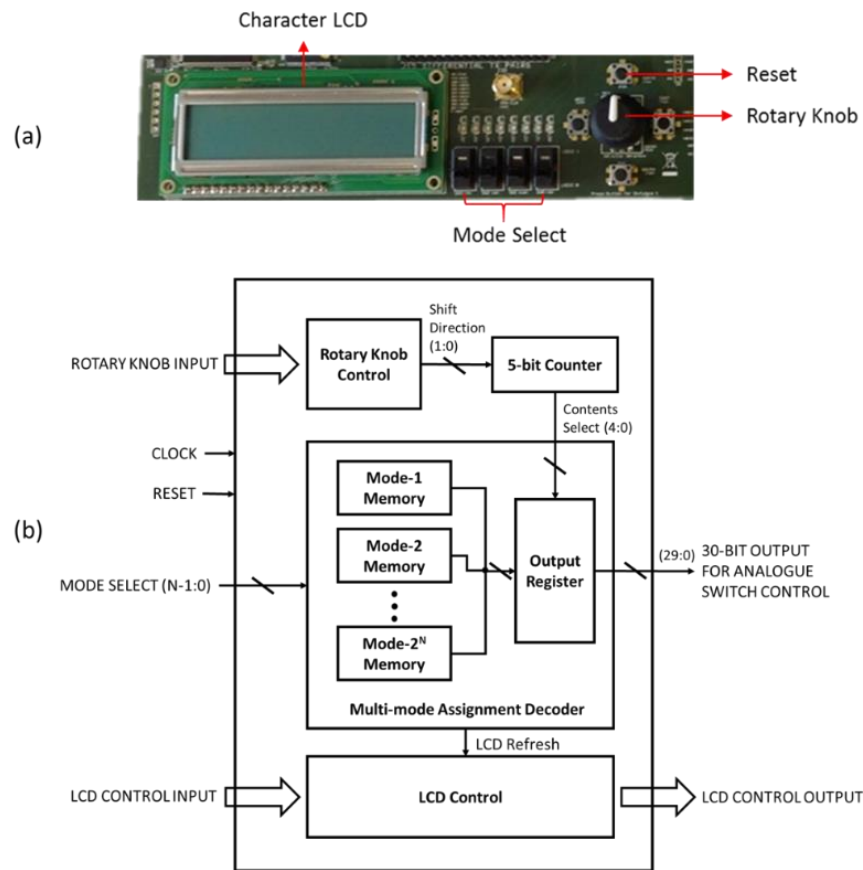 Character LCD
Reset
Rotary Knob
Mode Select
(a)
(b)
ROTARY KNOB INPUT
CLOCK
RESET
MODE SELECT (N-1:0)
LCD CONTROL INPUT
Rotary Knob
Control
Shift
Direction
(1:0)
5-bit Counter
Contents
Select (4:0)
Mode-1
Memory
Mode-2
Memory
Mode-2ᴺ
Memory
Output
Register
Multi-mode Assignment Decoder
(29:0)
30-BIT OUTPUT
FOR ANALOGUE
SWITCH CONTROL
LCD Refresh
LCD Control
LCD CONTROL OUTPUT